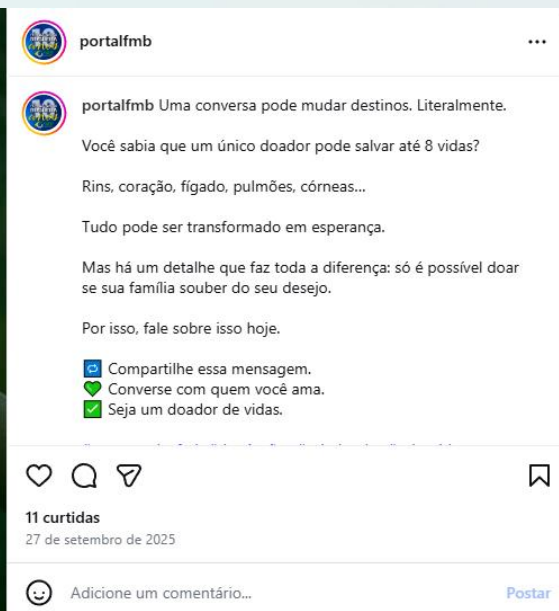 portalfmb
portalfmb Uma conversa pode mudar destinos. Literalmente.
Você sabia que um único doador pode salvar até 8 vidas?
Rins, coração, fígado, pulmões, córneas...
Tudo pode ser transformado em esperança.
Mas há um detalhe que faz toda a diferença: só é possível doar
se sua família souber do seu desejo.
Por isso, fale sobre isso hoje.
Compartilhe essa mensagem.
Converse com quem você ama.
Seja um doador de vidas.
11 curtidas
27 de setembro de 2025
Adicione um comentário...
Postar